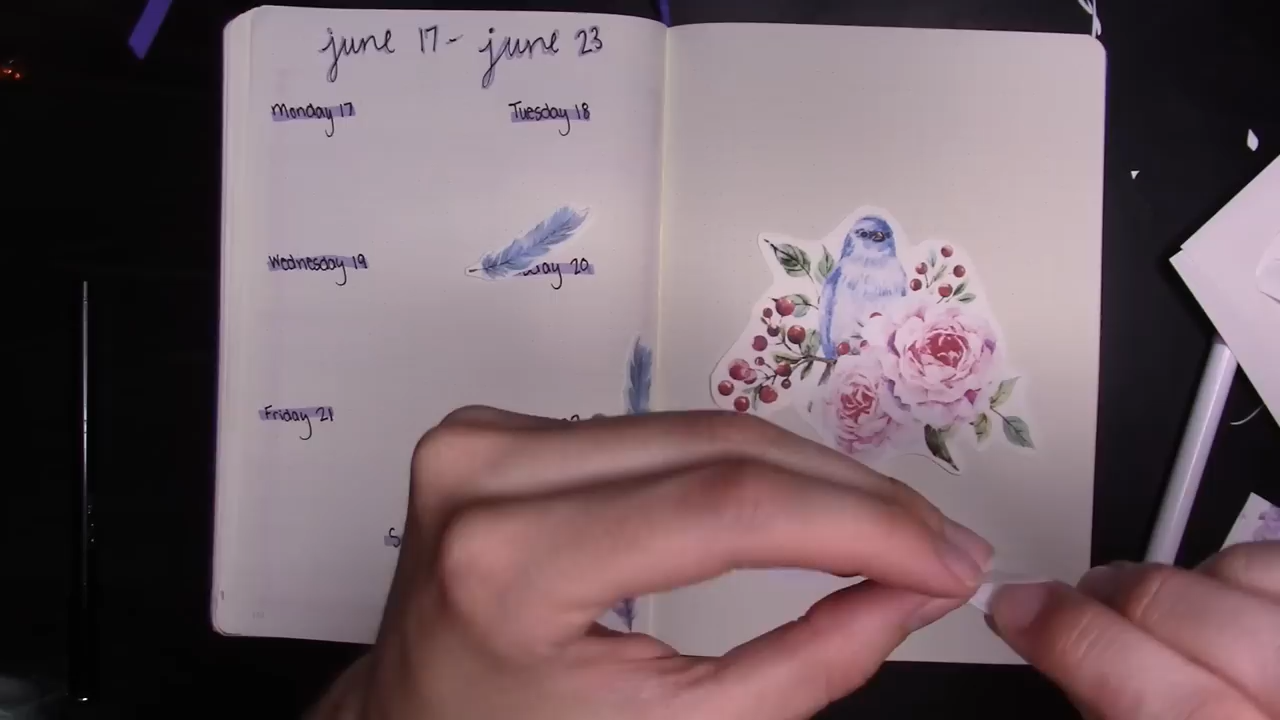 june 17 - june 23
Monday 17
Tuesday 18
Wednesday 19
day 20
Friday 21
S